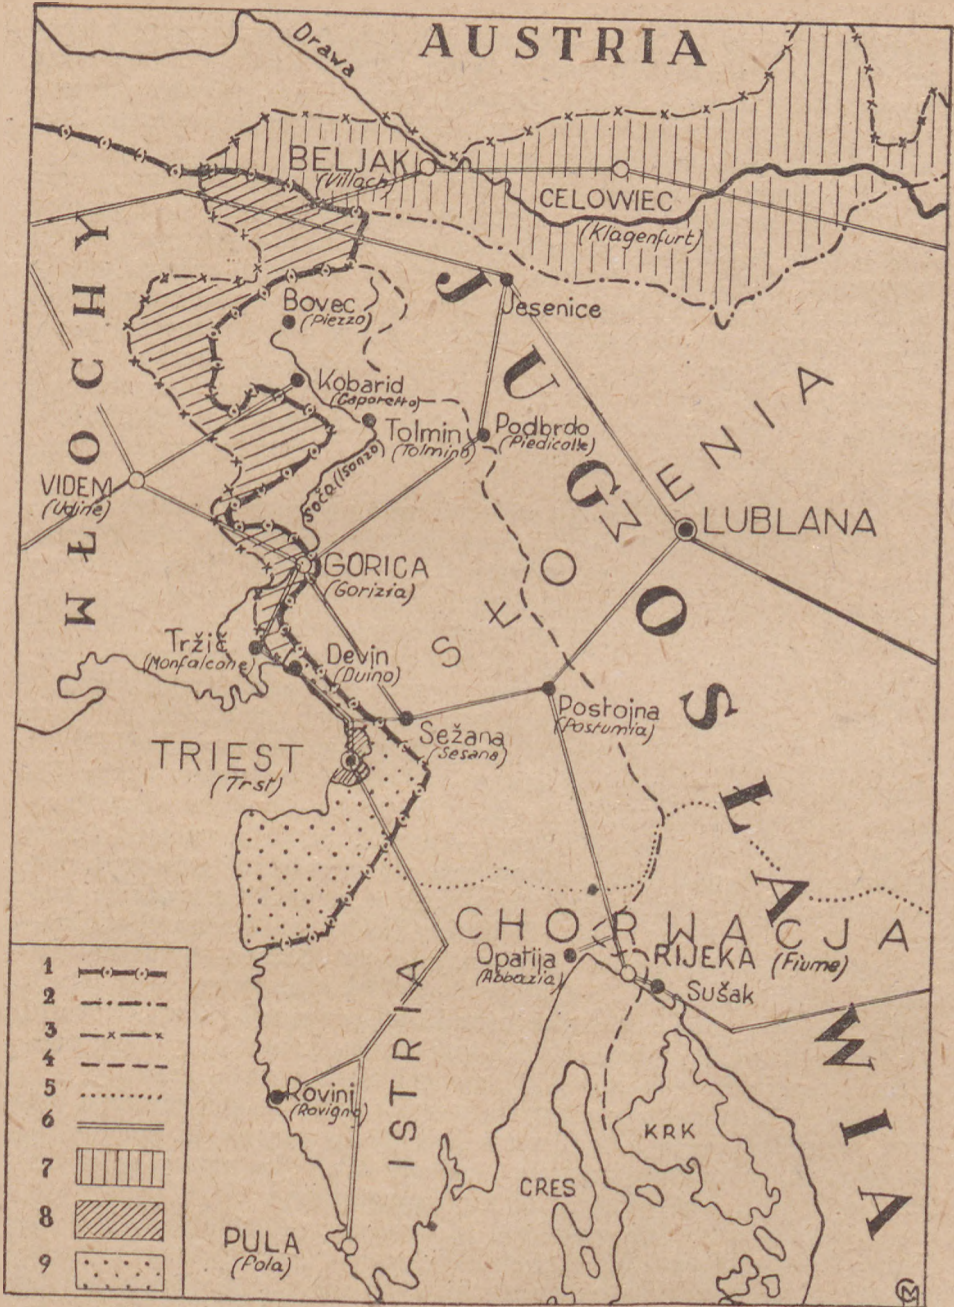 AUSTRIA
Drawa
BELJAK
(Villach)
CELOWIEC
(Klagenfurt)
WŁOCHY
JUGOSŁAWIA
Jesenice
Bovec
(Piezzo)
Kobarid
(Caporetto)
Tolmin
(Tolmino)
Podbrdo
(Piedicolle)
SŁOWENIA
VIDEM
(Udine)
Soča (Isonzo)
LUBLANA
GORICA
(Gorizia)
Tržič
(Monfalcone)
Devin
(Duino)
Postojna
(Postumia)
Sežana
(Sesana)
TRIEST
(Trst)
CHORWACJA
Opatija
(Abbazia)
RIJEKA (Fiume)
Sušak
ISTRIA
Rovinj
(Rovigno)
KRK
CRES
PULA
(Pola)
1
2
3
4
5
6
7
8
9